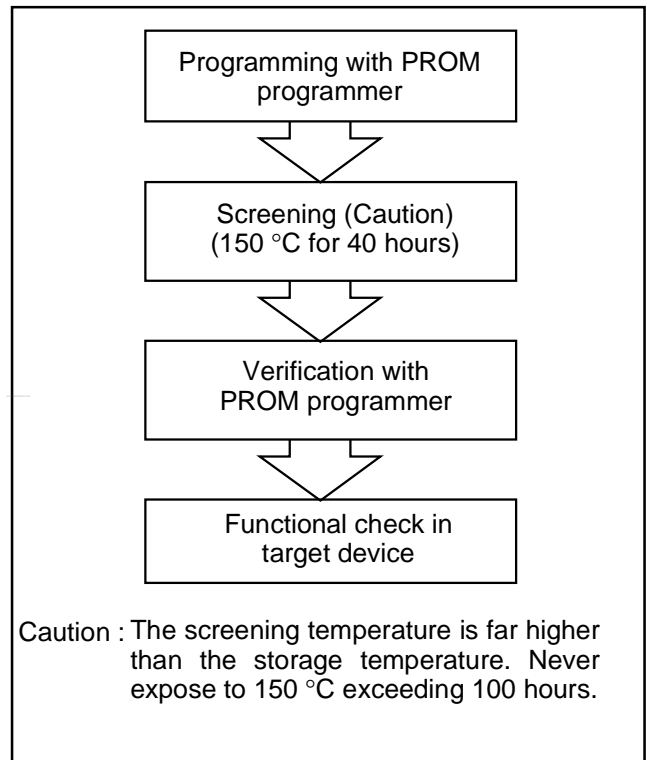 Programming with PROM
programmer
Screening (Caution)
(150 °C for 40 hours)
Verification with
PROM programmer
Functional check in
target device
Caution : The screening temperature is far higher
than the storage temperature. Never
expose to 150 °C exceeding 100 hours.